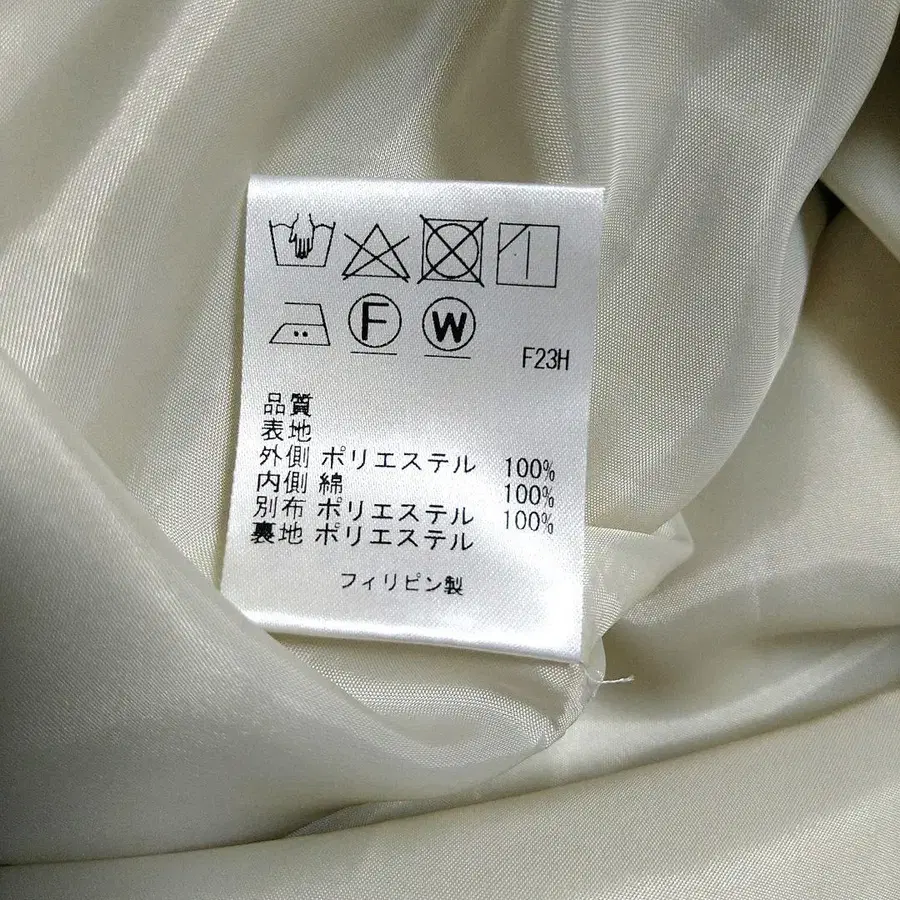 F W
F23H
品質
表地
外側 ポリエステル 100%
内側 綿 100%
別布 ポリエステル 100%
裏地 ポリエステル
フィリピン製